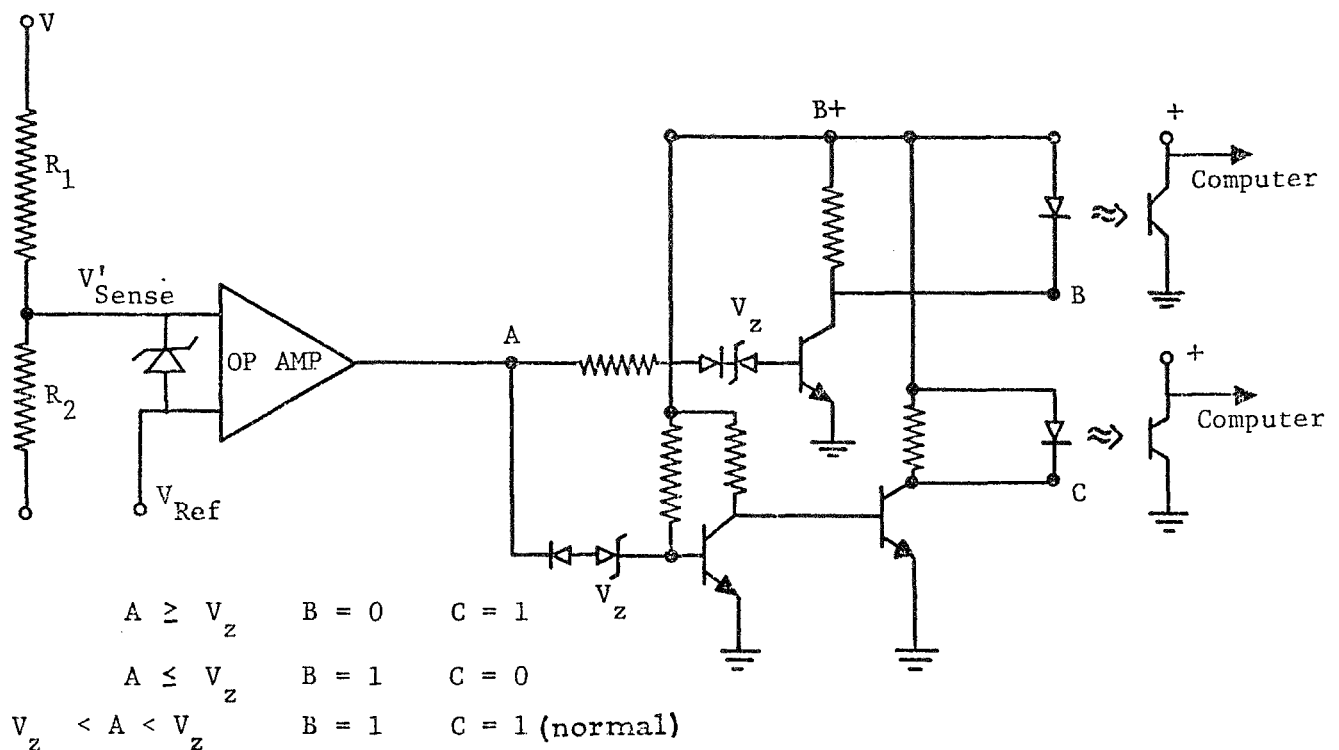 V
B+
+
R₁
Computer
V'Sense
B
V_z
A
OP AMP
+
R₂
Computer
C
V_Ref
V_z
A ≥ V_z B = 0 C = 1
A ≤ V_z B = 1 C = 0
V_z < A < V_z B = 1 C = 1 (normal)